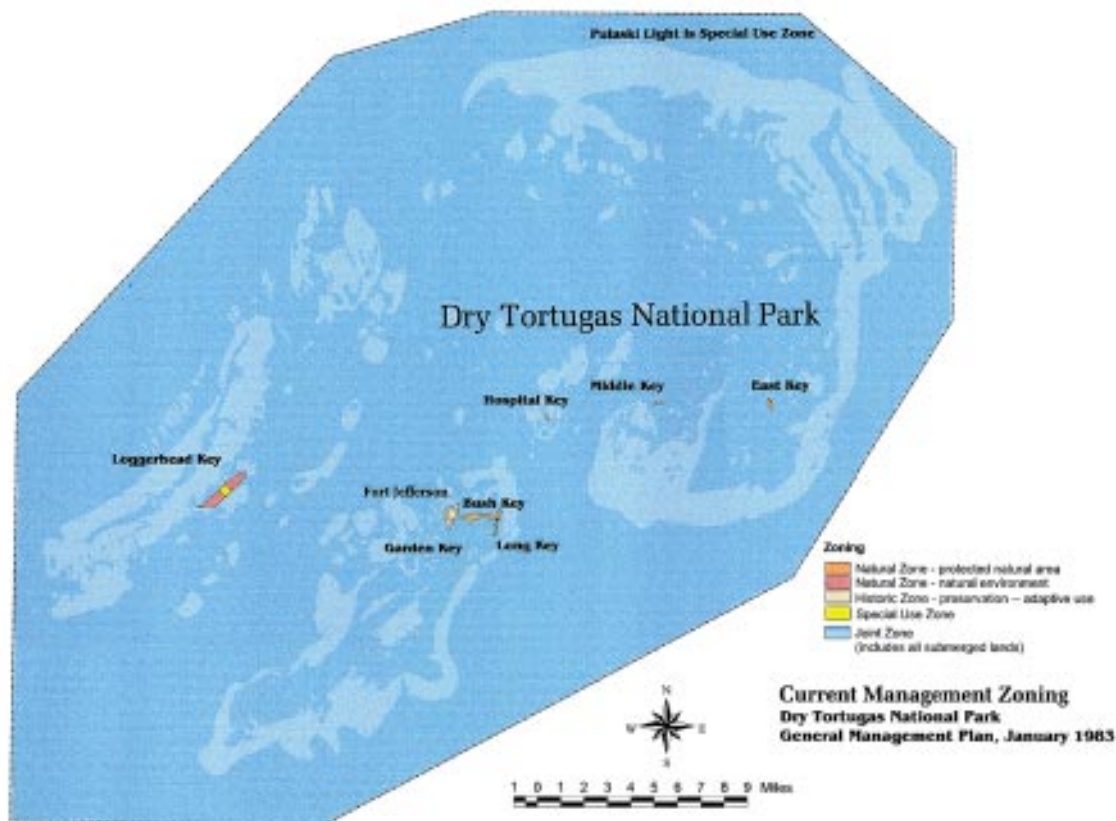 Pulaski Light Is Special Use Zone
Dry Tortugas National Park
Hospital Key
Middle Key
East Key
Loggerhead Key
Fort Jefferson
Bush Key
Garden Key
Long Key
Zoning
Natural Zone - protected natural area
Natural Zone - natural environment
Historic Zone - preservation -- adaptive use
Special Use Zone
Joint Zone
(includes all submerged lands)
Current Management Zoning
Dry Tortugas National Park
General Management Plan, January 1983
N
W E
S
1 0 1 2 3 4 5 6 7 8 9 Miles